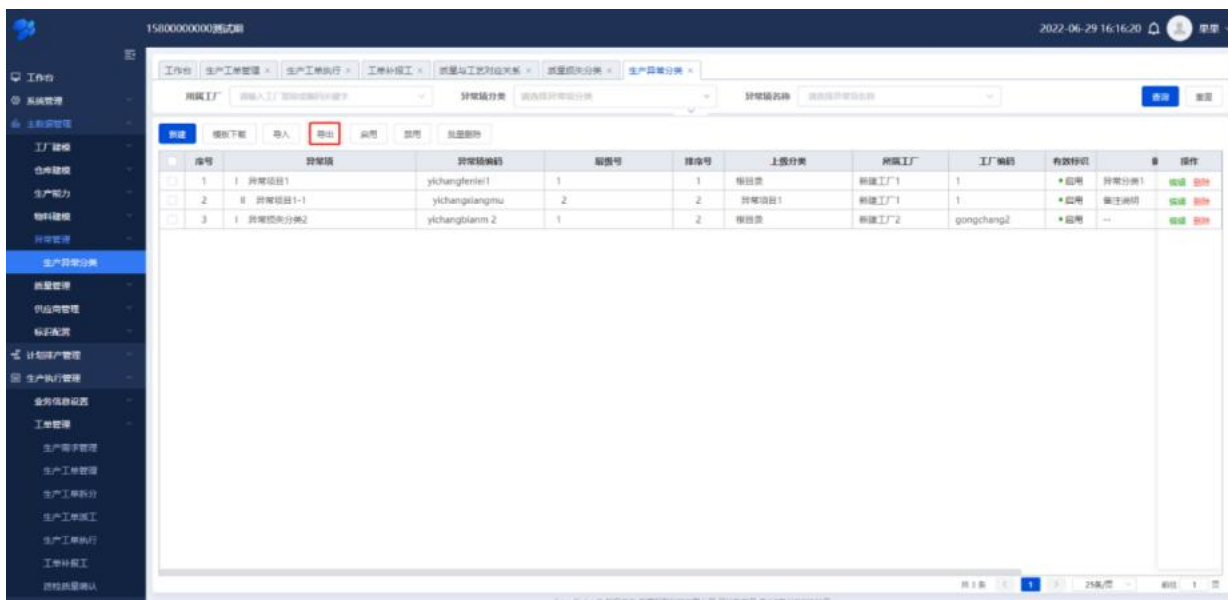 15800000000测试组 2022-06-29 16:16:20 果果
工作台 生产工单管理 × 生产工单执行 × 工单补报工 × 质量与工艺对应关系 × 质量损失分类 × 生产异常分类 ×
所属工厂 异常场分类 异常场名称 查询 重置
新建 模板下载 导入 导出 启用 禁用 批量删除
序号 异常场 异常场编码 层级号 排序号 上级分类 所属工厂 工厂编码 有效标识 操作
1 I 异常项目1 yichangfenlei1 1 1 根目录 新建工厂1 1 启用 异常分类1 编辑 删除
2 II 异常项目1-1 yichangxiangmu 2 2 异常项目1 新建工厂1 1 启用 备注说明 编辑 删除
3 I 异常损失分类2 yichangbianm 2 1 2 根目录 新建工厂2 gongchang2 启用 -- 编辑 删除
共 3 条 1 25条/页 前往 1 页
工作台
系统管理
主数据管理
工厂建模
仓库建模
生产能力
物料建模
异常管理
生产异常分类
质量管理
供应商管理
标识配置
计划排产管理
生产执行管理
业务信息设置
工单管理
生产需求管理
生产工单管理
生产工单拆分
生产工单派工
生产工单执行
工单补报工
巡检质量确认